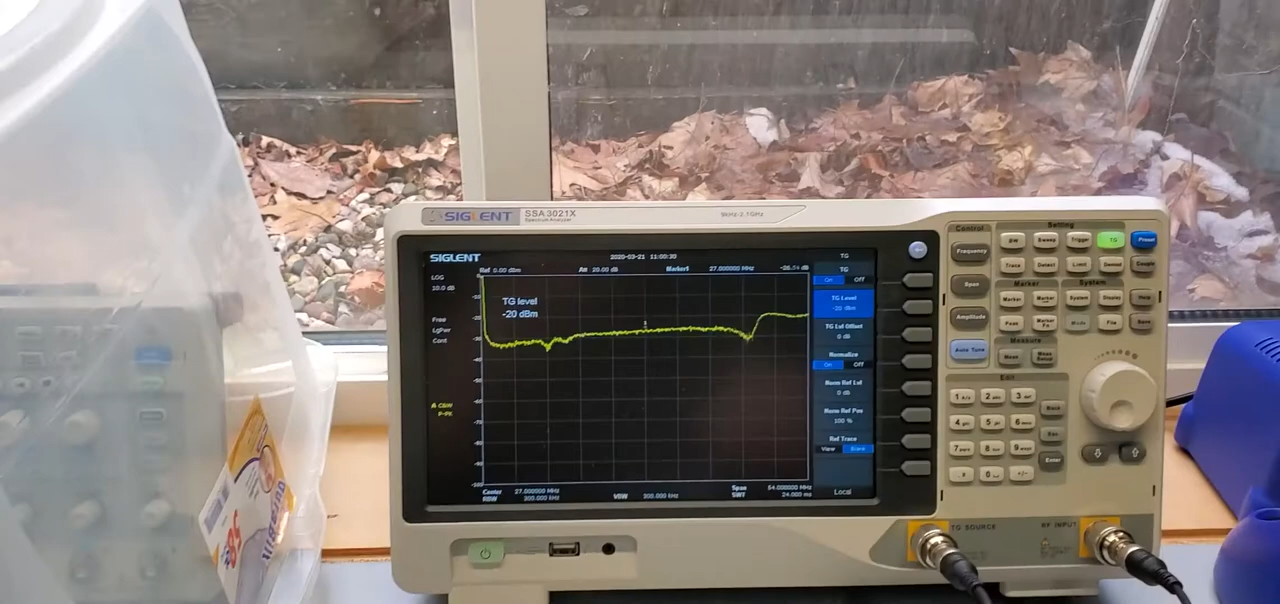 SIGLENT SSA 3021X
Spectrum Analyzer
9kHz-2.1GHz
SIGLENT
2020-03-21 11:00:30
TG
LOG
Ref 0.00 dBm Att 20.00 dB Marker1 27.000000 MHz
10.0 dB
TG
On Off
TG level
-20 dBm
TG Level
-20 dBm
Free
LgPwr
Cont
TG Lvl Offset
0 dB
Normalize
On Off
Norm Ref Lvl
0 dB
Norm Ref Pos
100 %
Ref Trace
View Blank
Local
Center 27.000000 MHz
RBW 300.000 kHz
VBW 300.000 kHz
Span 54.000000 MHz
SWT 24.000 ms
Control
Frequency
Span
Amplitude
Auto Tune
Setting
BW Sweep Trigger TG Preset
Trace Detect Limit Demod Couple
Marker
System
Marker
System Display Help
Peak
Mode File Save
Measure
Meas
Meas Setup
Edit
Enter
TG SOURCE
RF INPUT